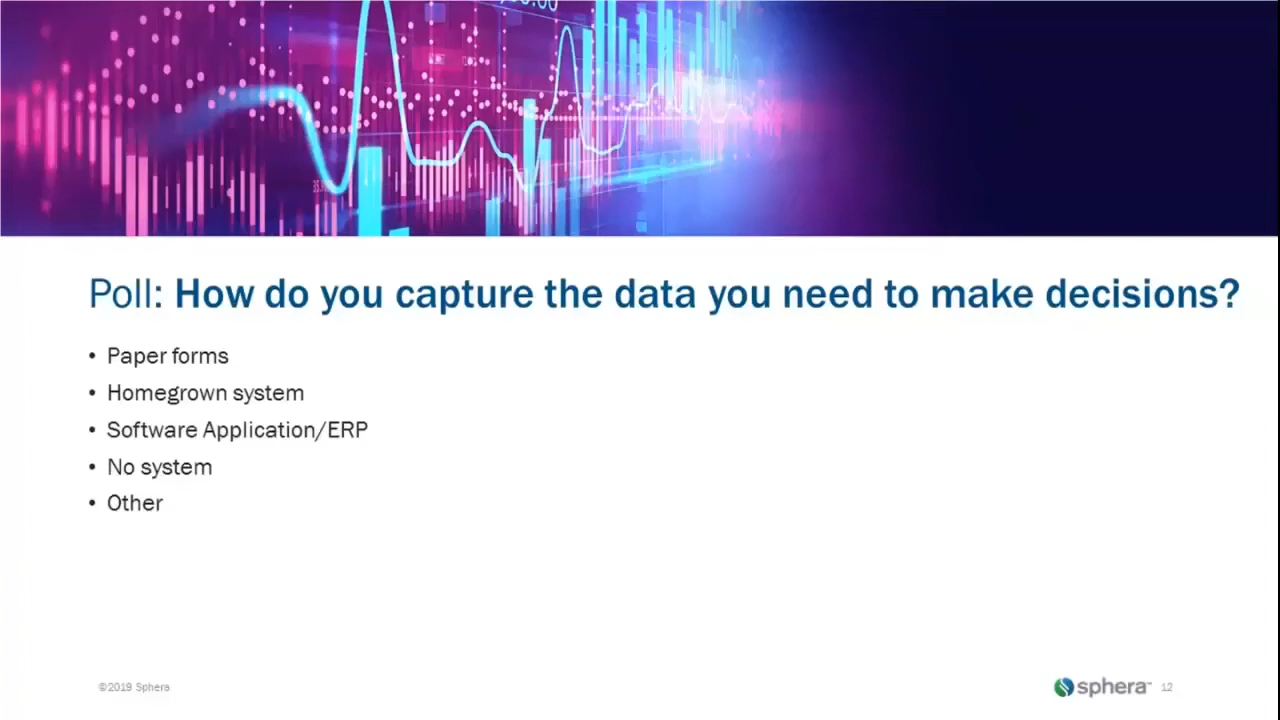 Poll: How do you capture the data you need to make decisions?
• Paper forms
• Homegrown system
• Software Application/ERP
• No system
• Other
©2019 Sphera
sphera™ 12